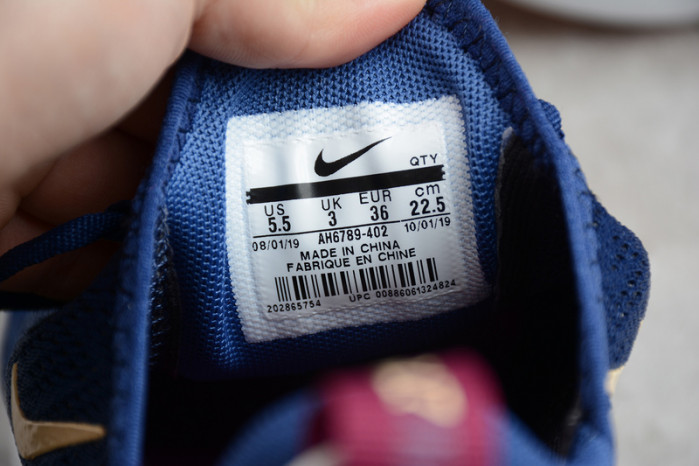 QTY
US UK EUR cm
5.5 3 36 22.5
08/01/19 AH6789-402 10/01/19
MADE IN CHINA
FABRIQUE EN CHINE
202865754 UPC 00886061324824